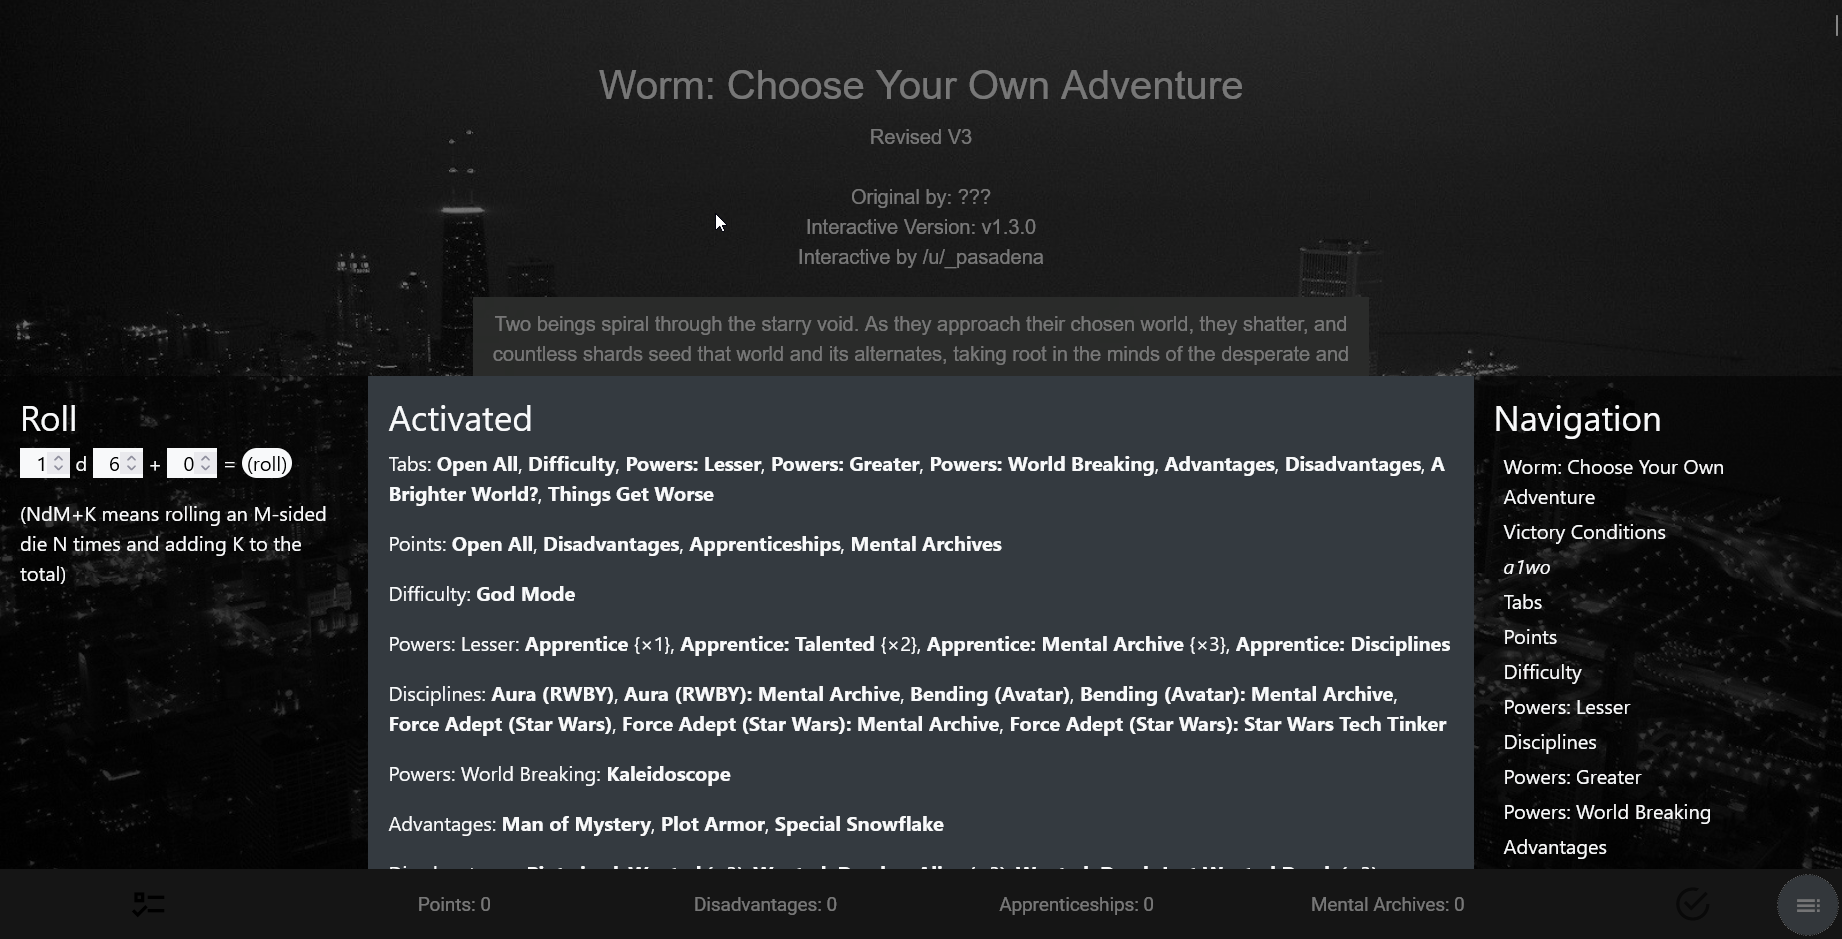 Worm: Choose Your Own Adventure
Revised V3
Original by: ???
Interactive Version: v1.3.0
Interactive by /u/_pasadena
Two beings spiral through the starry void. As they approach their chosen world, they shatter, and
countless shards seed that world and its alternates, taking root in the minds of the desperate and
Roll
1 d 6 + 0 = (roll)
(NdM+K means rolling an M-sided
die N times and adding K to the
total)
Activated
Tabs: Open All, Difficulty, Powers: Lesser, Powers: Greater, Powers: World Breaking, Advantages, Disadvantages, A
Brighter World?, Things Get Worse
Points: Open All, Disadvantages, Apprenticeships, Mental Archives
Difficulty: God Mode
Powers: Lesser: Apprentice {×1}, Apprentice: Talented {×2}, Apprentice: Mental Archive {×3}, Apprentice: Disciplines
Disciplines: Aura (RWBY), Aura (RWBY): Mental Archive, Bending (Avatar), Bending (Avatar): Mental Archive,
Force Adept (Star Wars), Force Adept (Star Wars): Mental Archive, Force Adept (Star Wars): Star Wars Tech Tinker
Powers: World Breaking: Kaleidoscope
Advantages: Man of Mystery, Plot Armor, Special Snowflake
Navigation
Worm: Choose Your Own
Adventure
Victory Conditions
a1wo
Tabs
Points
Difficulty
Powers: Lesser
Disciplines
Powers: Greater
Powers: World Breaking
Advantages
Points: 0
Disadvantages: 0
Apprenticeships: 0
Mental Archives: 0